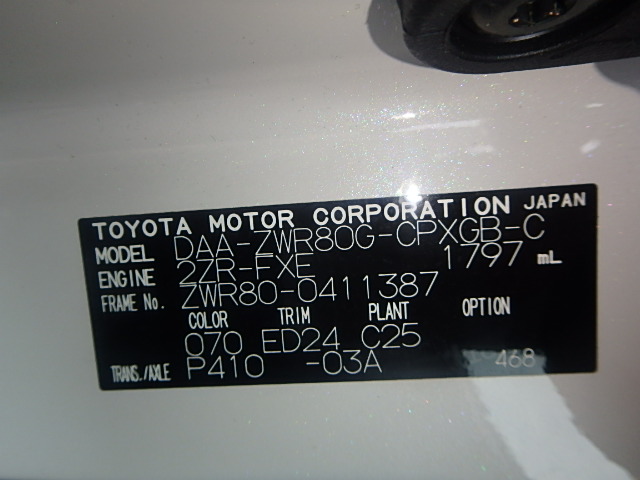 TOYOTA MOTOR CORPORATION JAPAN
MODEL DAA-ZWR80G-CPXGB-C
ENGINE 2ZR-FXE 1797 mL
FRAME No. ZWR80-0411387
COLOR TRIM PLANT OPTION
070 ED24 C25
TRANS./AXLE P410 -03A 468